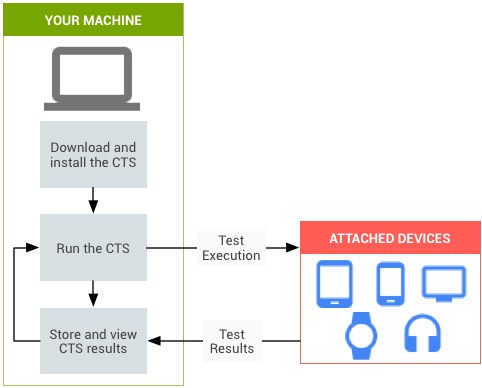 YOUR MACHINE
Download and
install the CTS
Run the CTS
Test
Execution
ATTACHED DEVICES
Store and view
CTS results
Test
Results